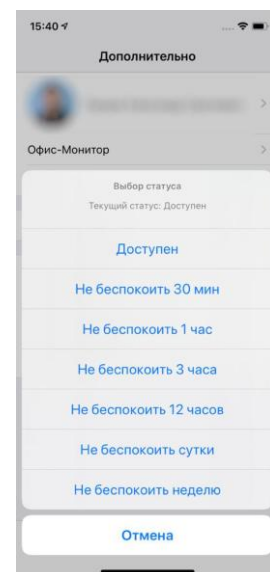 15:40
Дополнительно
Офис-Монитор
Выбор статуса
Текущий статус: Доступен
Доступен
Не беспокоить 30 мин
Не беспокоить 1 час
Не беспокоить 3 часа
Не беспокоить 12 часов
Не беспокоить сутки
Не беспокоить неделю
Отмена